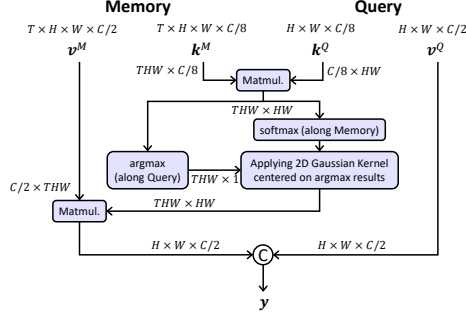 Memory Query
T × H × W × C/2 T × H × W × C/8 H × W × C/8 H × W × C/2
v^M k^M k^Q v^Q
THW × C/8 C/8 × HW
Matmul.
THW × HW
softmax (along Memory)
argmax
(along Query)
THW × 1
Applying 2D Gaussian Kernel
centered on argmax results
C/2 × THW
THW × HW
Matmul.
H × W × C/2 H × W × C/2
C
y